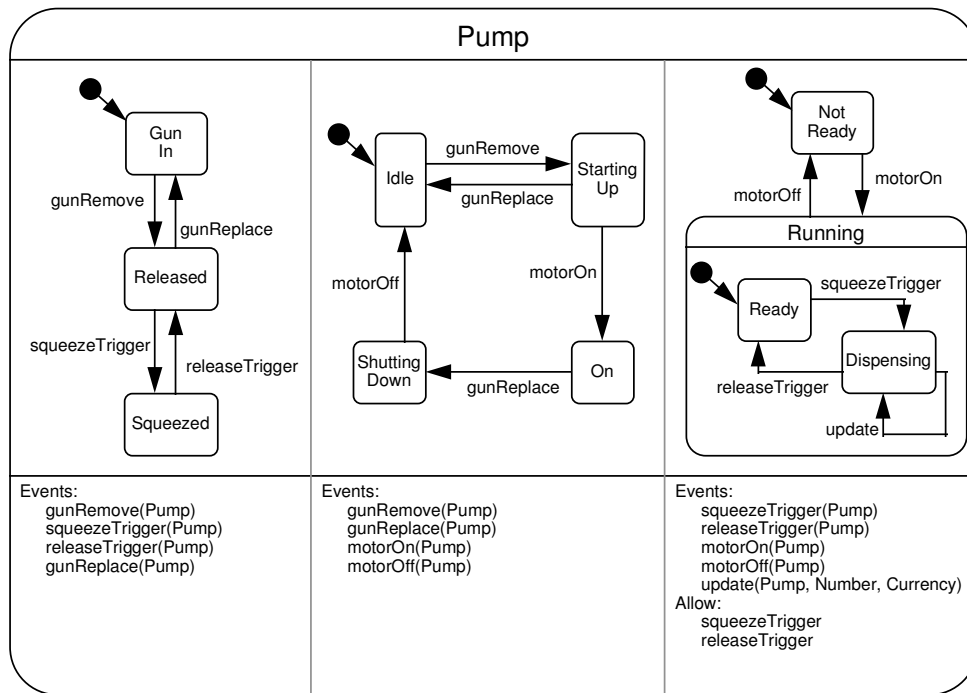 Pump
Gun
In
gunRemove
gunReplace
Released
squeezeTrigger
releaseTrigger
Squeezed
Events:
gunRemove(Pump)
squeezeTrigger(Pump)
releaseTrigger(Pump)
gunReplace(Pump)
Idle
gunRemove
Starting
Up
gunReplace
motorOff
motorOn
Shutting
Down
gunReplace
On
Events:
gunRemove(Pump)
gunReplace(Pump)
motorOn(Pump)
motorOff(Pump)
Not
Ready
motorOff
motorOn
Running
Ready
squeezeTrigger
Dispensing
releaseTrigger
update
Events:
squeezeTrigger(Pump)
releaseTrigger(Pump)
motorOn(Pump)
motorOff(Pump)
update(Pump, Number, Currency)
Allow:
squeezeTrigger
releaseTrigger